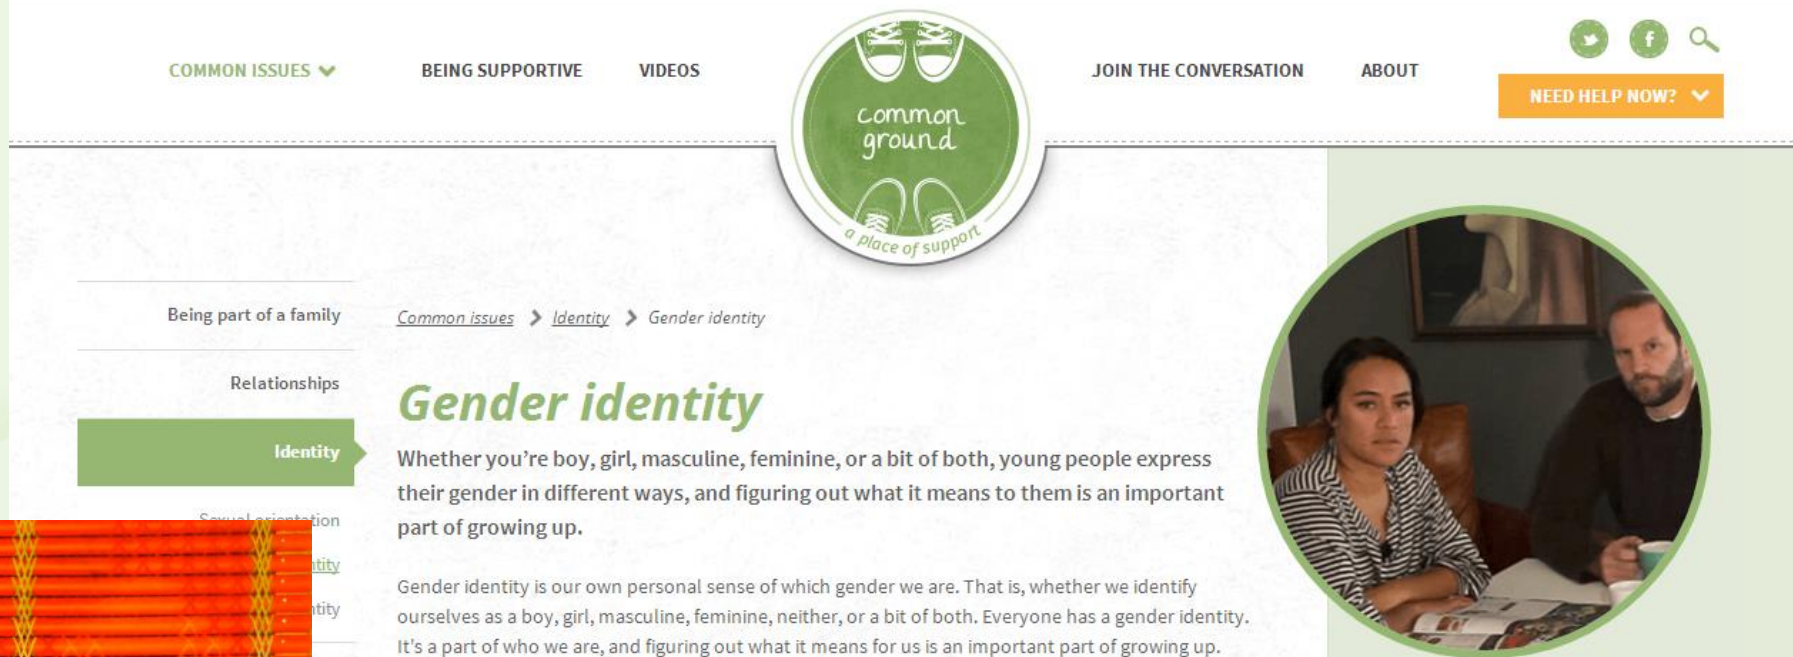 COMMON ISSUES
BEING SUPPORTIVE
VIDEOS
common
ground
a place of support
JOIN THE CONVERSATION
ABOUT
f
NEED HELP NOW?
Being part of a family
Relationships
Identity
Sexual orientation
ntity
ntity
Common issues > Identity > Gender identity
Gender identity
Whether you're boy, girl, masculine, feminine, or a bit of both, young people express
their gender in different ways, and figuring out what it means to them is an important
part of growing up.
Gender identity is our own personal sense of which gender we are. That is, whether we identify
ourselves as a boy, girl, masculine, feminine, neither, or a bit of both. Everyone has a gender identity.
It's a part of who we are, and figuring out what it means for us is an important part of growing up.